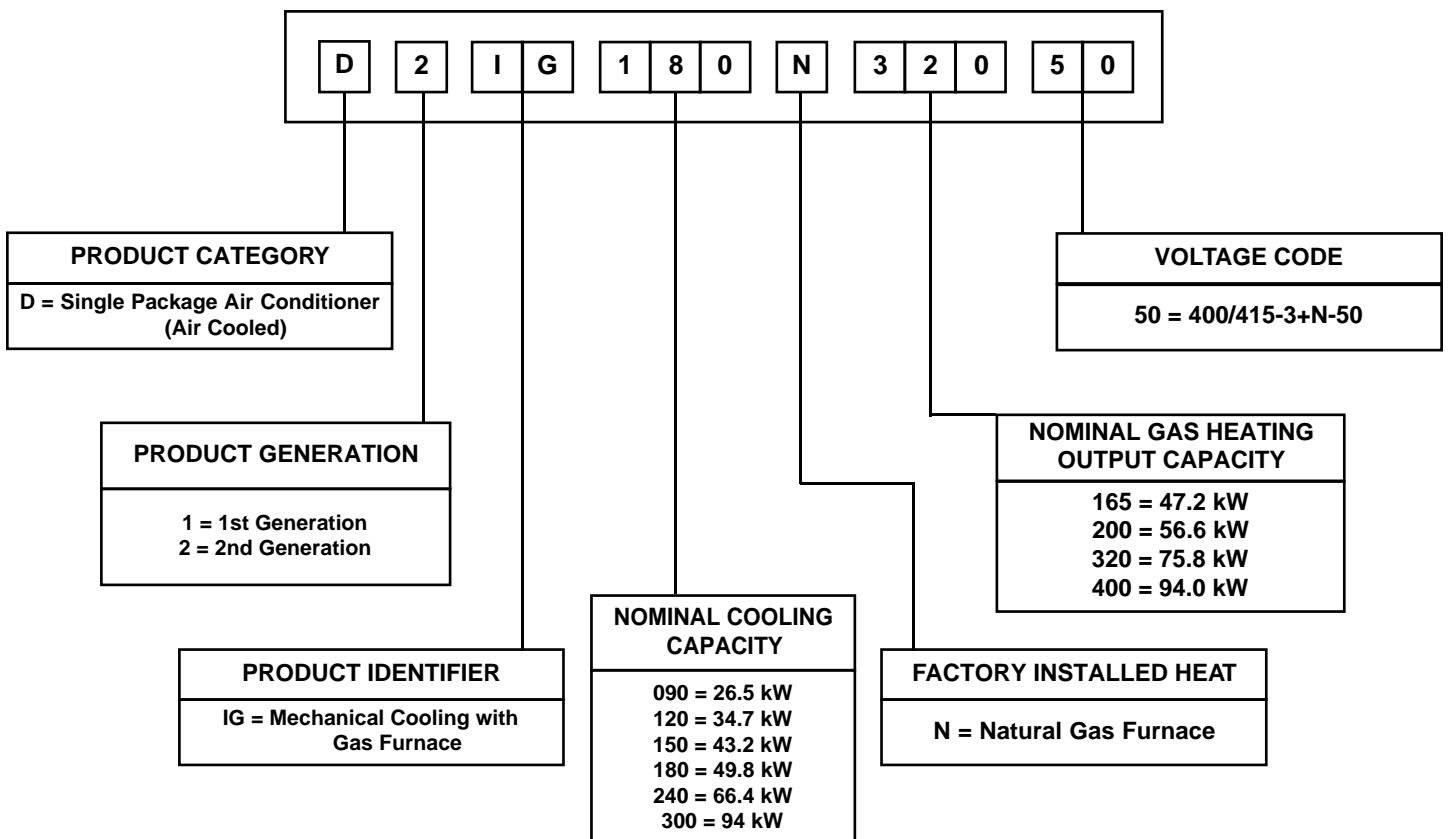 D 2 I G 1 8 0 N 3 2 0 5 0
PRODUCT CATEGORY
D = Single Package Air Conditioner
(Air Cooled)
VOLTAGE CODE
50 = 400/415-3+N-50
PRODUCT GENERATION
1 = 1st Generation
2 = 2nd Generation
NOMINAL GAS HEATING
OUTPUT CAPACITY
165 = 47.2 kW
200 = 56.6 kW
320 = 75.8 kW
400 = 94.0 kW
PRODUCT IDENTIFIER
IG = Mechanical Cooling with
Gas Furnace
NOMINAL COOLING
CAPACITY
090 = 26.5 kW
120 = 34.7 kW
150 = 43.2 kW
180 = 49.8 kW
240 = 66.4 kW
300 = 94 kW
FACTORY INSTALLED HEAT
N = Natural Gas Furnace